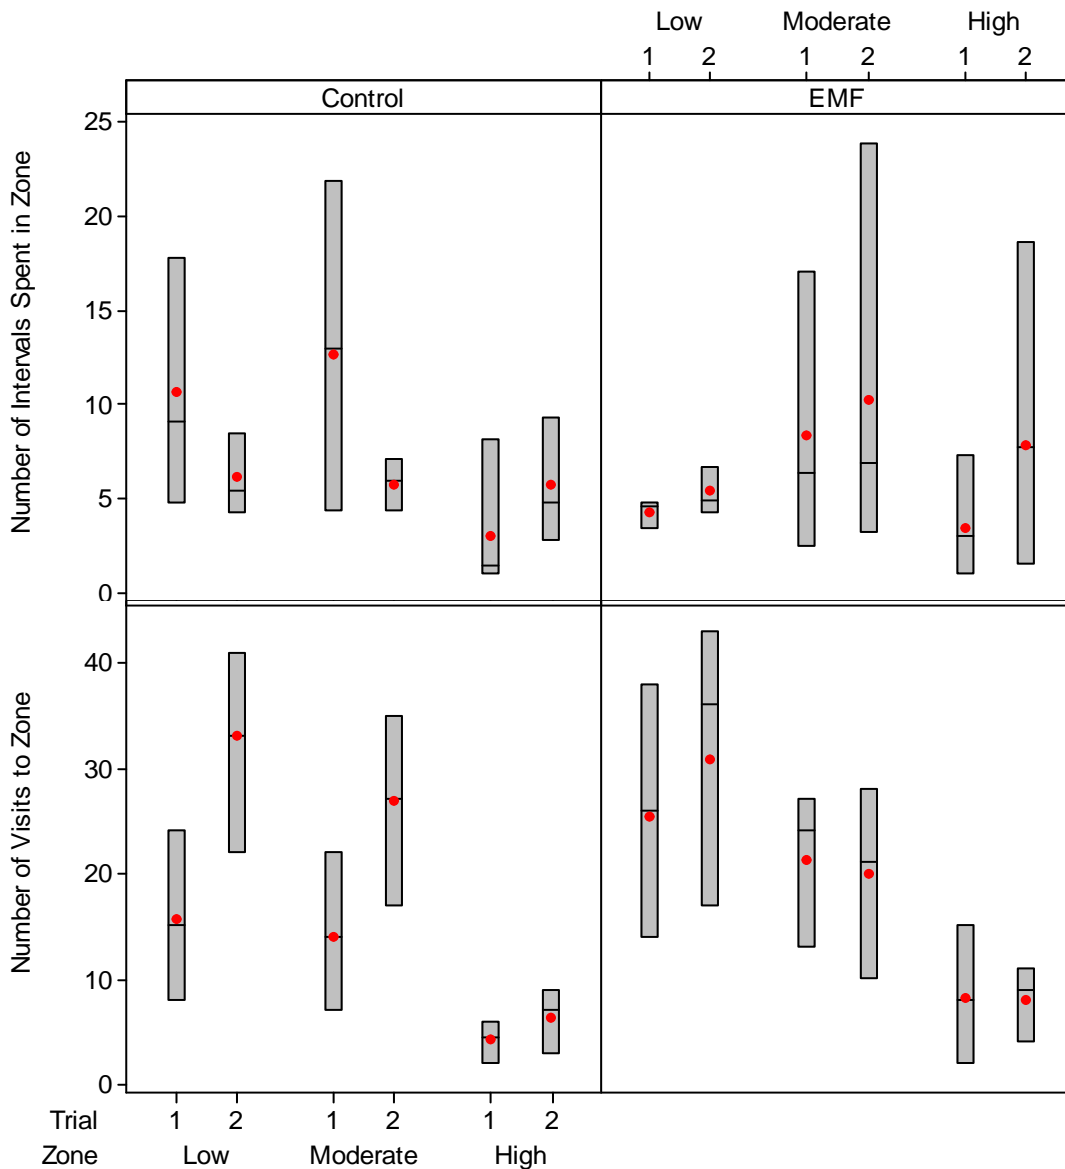 Low Moderate High
1 2 1 2 1 2
Control EMF
Number of Intervals Spent in Zone
25
20
15
10
5
0
Number of Visits to Zone
40
30
20
10
0
Trial 1 2 1 2 1 2
Zone Low Moderate High